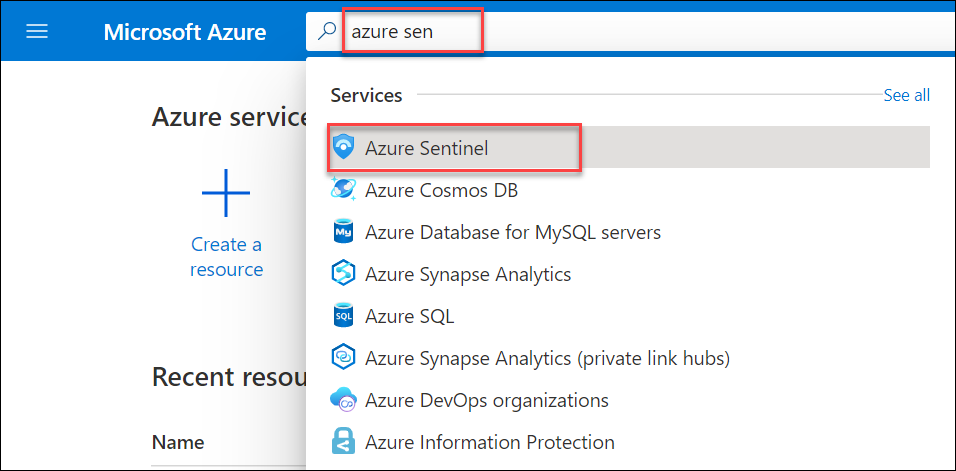 Microsoft Azure
azure sen
Services
See all
Azure service
Azure Sentinel
Azure Cosmos DB
My
Azure Database for MySQL servers
Create a
resource
Azure Synapse Analytics
SQL
Azure SQL
Azure Synapse Analytics (private link hubs)
Recent resou
Azure DevOps organizations
Name
Azure Information Protection